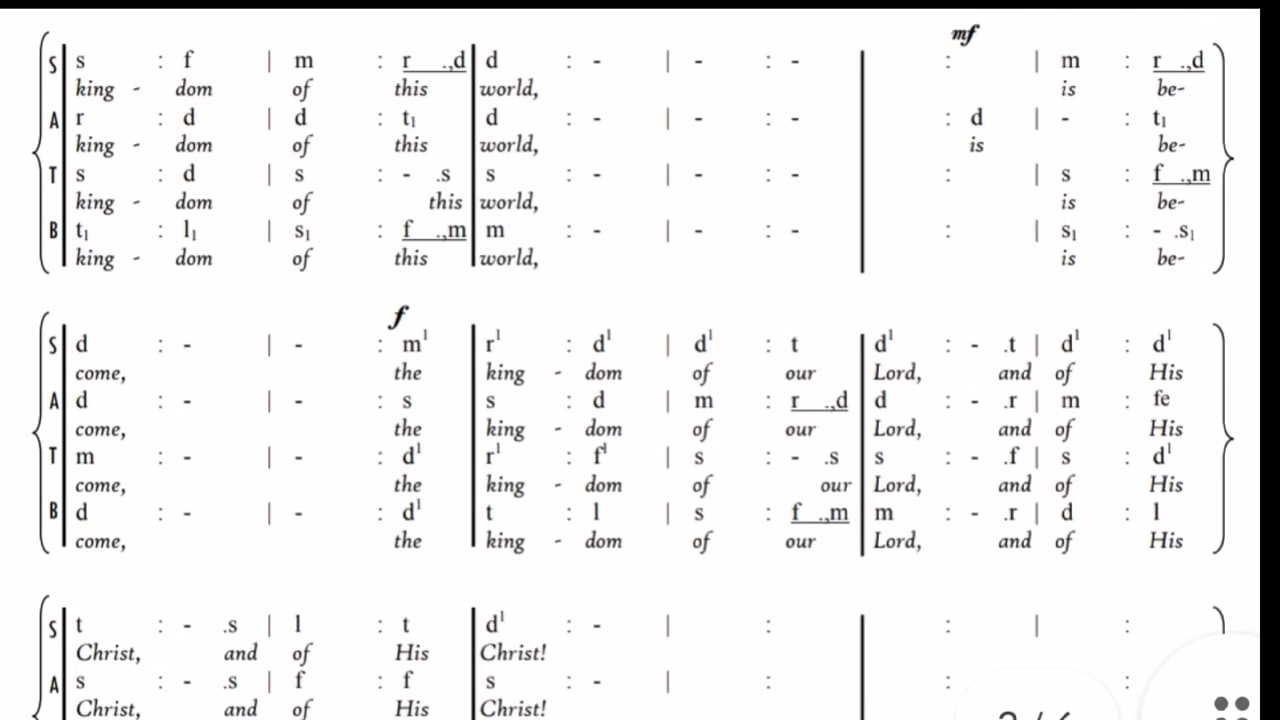 mf
S s : f | m : r .,d | d : - | - : - | : | m : r .,d
king - dom of this world, is be-
A r : d | d : t₁ | d : - | - : - | : d | - : t₁
king - dom of this world, is be-
T s : d | s : - .s | s : - | - : - | : | s : f .,m
king - dom of this world, is be-
B t₁ : l₁ | s₁ : f .,m | m : - | - : - | : | s₁ : - .s₁
king - dom of this world, is be-
f
S d : - | - : m¹ | r¹ : d¹ | d¹ : t | d¹ : - .t | d¹ : d¹
come, the king - dom of our Lord, and of His
A d : - | - : s | s : d | m : r .,d | d : - .r | m : fe
come, the king - dom of our Lord, and of His
T m : - | - : d¹ | r¹ : f¹ | s : - .s | s : - .f | s : d¹
come, the king - dom of our Lord, and of His
B d : - | - : d¹ | t : l | s : f .,m | m : - .r | d : l
come, the king - dom of our Lord, and of His
S t : - .s | l : t | d¹ : - | : | : | :
Christ, and of His Christ!
A s : - .s | f : f | s : - | : | : | :
Christ, and of His Christ!